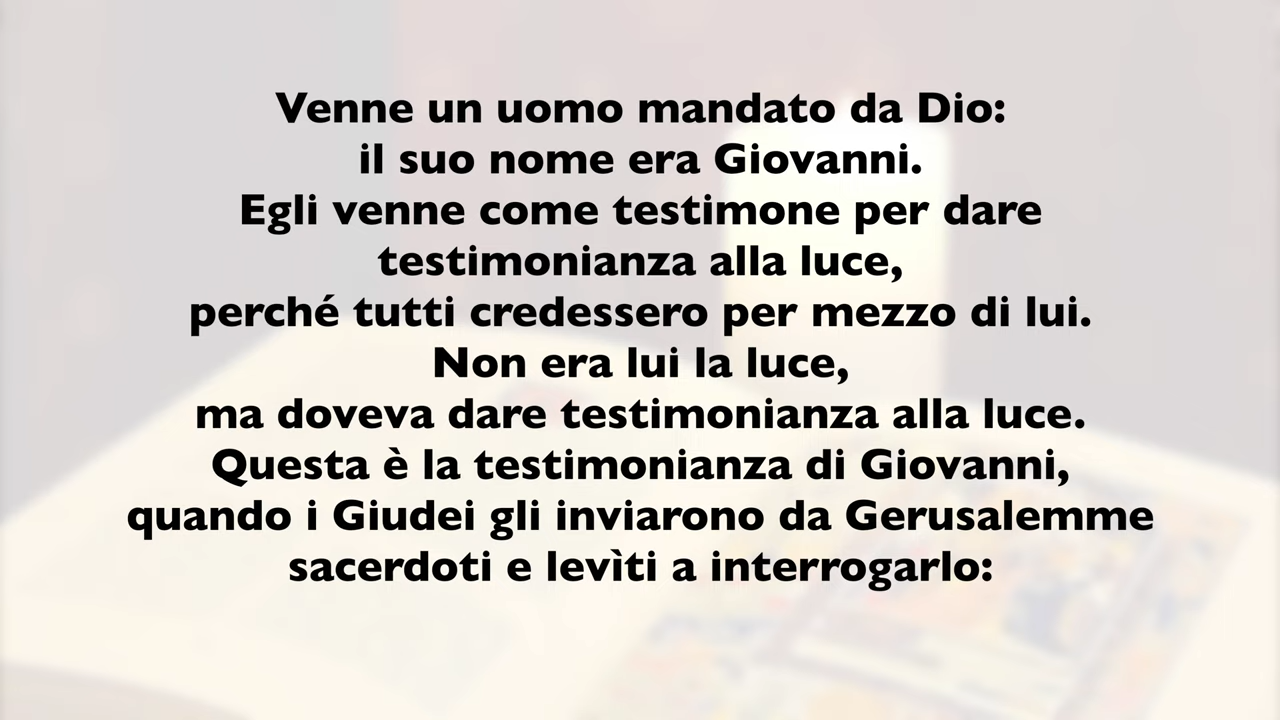 Venne un uomo mandato da Dio:
il suo nome era Giovanni.
Egli venne come testimone per dare
testimonianza alla luce,
perché tutti credessero per mezzo di lui.
Non era lui la luce,
ma doveva dare testimonianza alla luce.
Questa è la testimonianza di Giovanni,
quando i Giudei gli inviarono da Gerusalemme
sacerdoti e levìti a interrogarlo: